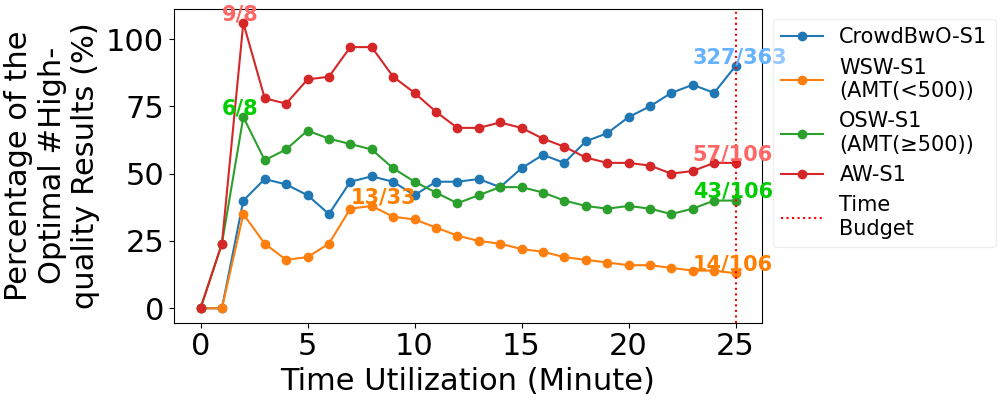 Percentage of the
Optimal #High-
quality Results (%)
100
75
50
25
0
9/8
6/8
13/33
327/363
57/106
43/106
14/106
0 5 10 15 20 25
Time Utilization (Minute)
CrowdBwO-S1
WSW-S1
(AMT(<500))
OSW-S1
(AMT(≥500))
AW-S1
Time
Budget